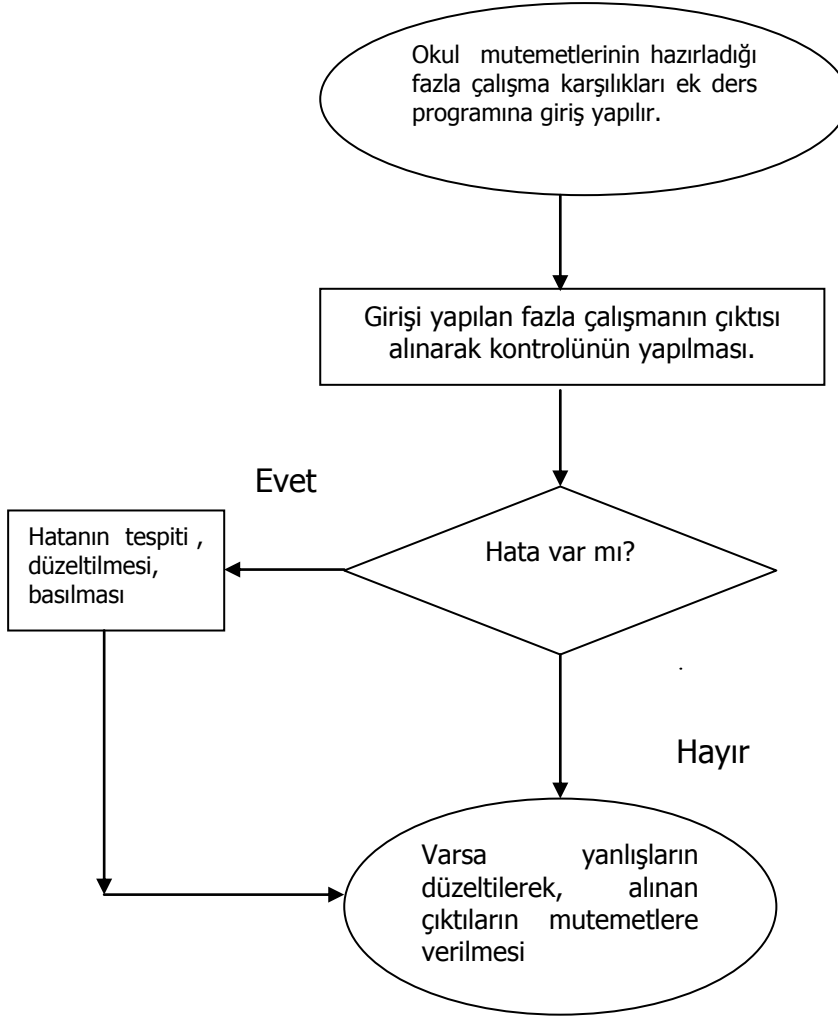 Okul mutemetlerinin hazırladığı
fazla çalışma karşılıkları ek ders
programına giriş yapılır.
Girişi yapılan fazla çalışmanın çıktısı
alınarak kontrolünün yapılması.
Evet
Hata var mı?
Hatanın tespiti ,
düzeltilmesi,
basılması
Hayır
Varsa yanlışların
düzeltilerek, alınan
çıktıların mutemetlere
verilmesi